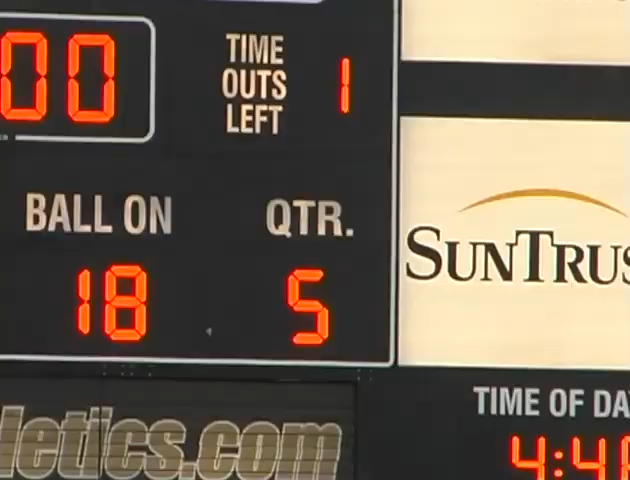 00
TIME
OUTS
LEFT
1
BALL ON
QTR.
18
5
SUNTRUS
TIME OF DA
4:4
letics.com